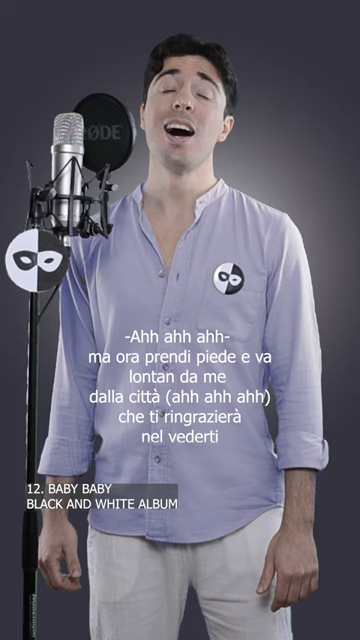 RØDE
-Ahh ahh ahh-
ma ora prendi piede e va
lontan da me
dalla città (ahh ahh ahh)
che ti ringrazierà
nel vederti
12. BABY BABY
BLACK AND WHITE ALBUM